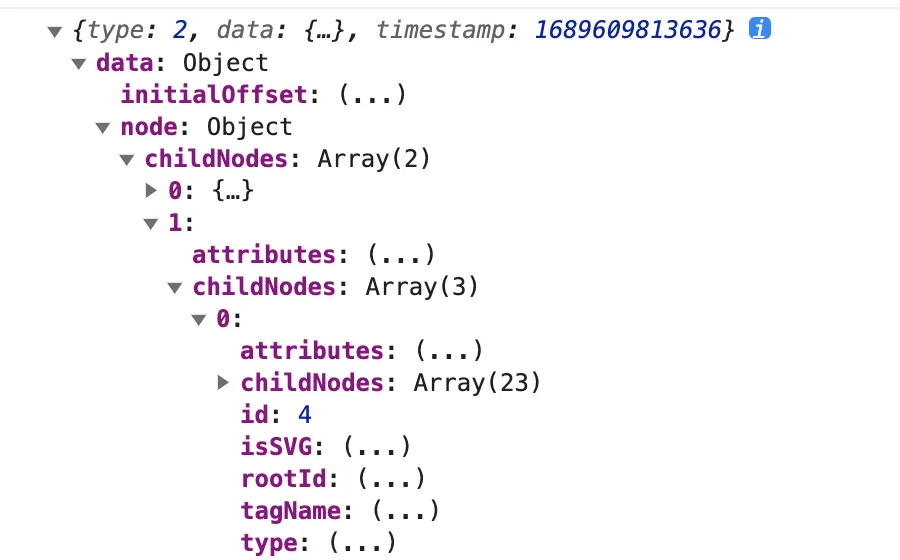 ▼ {type: 2, data: {…}, timestamp: 1689609813636} i
▼ data: Object
initialOffset: (...)
▼ node: Object
▼ childNodes: Array(2)
▶ 0: {…}
▼ 1:
attributes: (...)
▼ childNodes: Array(3)
▼ 0:
attributes: (...)
▶ childNodes: Array(23)
id: 4
isSVG: (...)
rootId: (...)
tagName: (...)
type: (...)